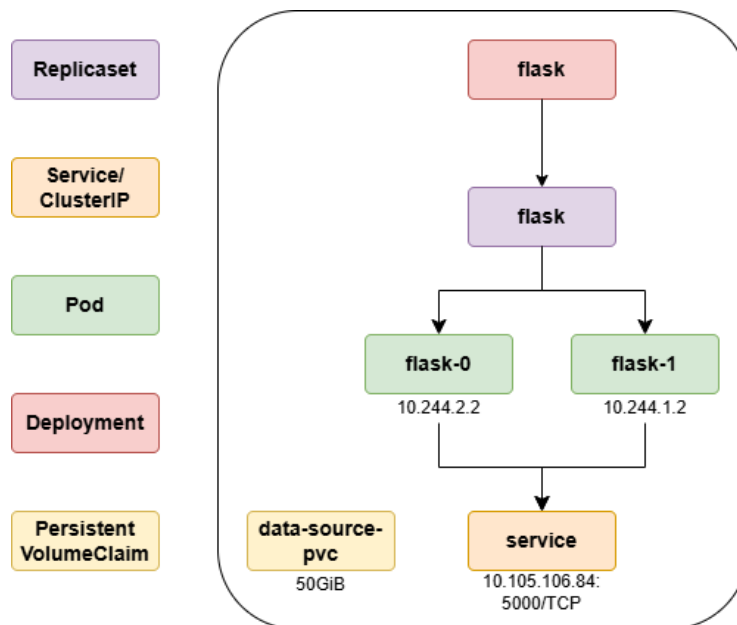 Replicaset
Service/
ClusterIP
Pod
Deployment
Persistent
VolumeClaim
flask
flask
flask-0
10.244.2.2
flask-1
10.244.1.2
data-source-
pvc
50GiB
service
10.105.106.84:
5000/TCP